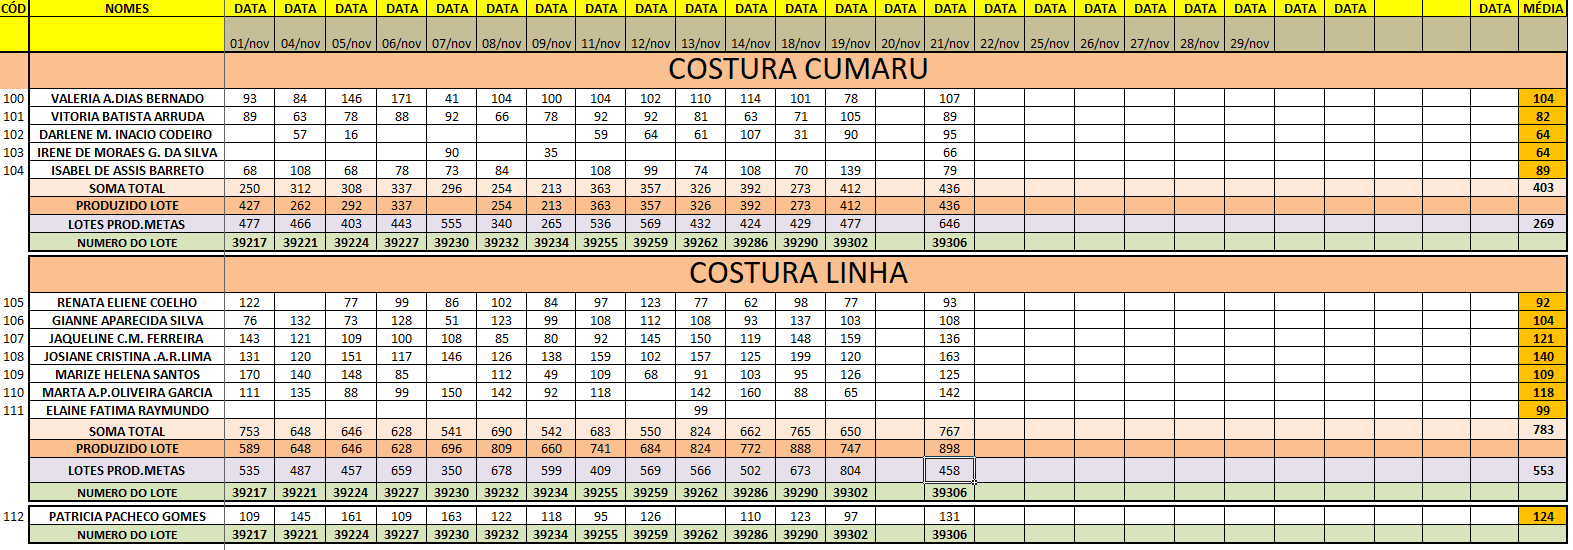 CÓD NOMES DATA DATA DATA DATA DATA DATA DATA DATA DATA DATA DATA DATA DATA DATA DATA DATA DATA DATA DATA DATA DATA DATA DATA DATA MÉDIA
01/nov 04/nov 05/nov 06/nov 07/nov 08/nov 09/nov 11/nov 12/nov 13/nov 14/nov 18/nov 19/nov 20/nov 21/nov 22/nov 25/nov 26/nov 27/nov 28/nov 29/nov
COSTURA CUMARU
100 VALERIA A.DIAS BERNADO 93 84 146 171 41 104 100 104 102 110 114 101 78 107 104
101 VITORIA BATISTA ARRUDA 89 63 78 88 92 66 78 92 92 81 63 71 105 89 82
102 DARLENE M. INACIO CODEIRO 57 16 59 64 61 107 31 90 95 64
103 IRENE DE MORAES G. DA SILVA 90 35 66 64
104 ISABEL DE ASSIS BARRETO 68 108 68 78 73 84 108 99 74 108 70 139 79 89
SOMA TOTAL 250 312 308 337 296 254 213 363 357 326 392 273 412 436 403
PRODUZIDO LOTE 427 262 292 337 254 213 363 357 326 392 273 412 436
LOTES PROD.METAS 477 466 403 443 555 340 265 536 569 432 424 429 477 646 269
NUMERO DO LOTE 39217 39221 39224 39227 39230 39232 39234 39255 39259 39262 39286 39290 39302 39306
COSTURA LINHA
105 RENATA ELIENE COELHO 122 77 99 86 102 84 97 123 77 62 98 77 93 92
106 GIANNE APARECIDA SILVA 76 132 73 128 51 123 99 108 112 108 93 137 103 108 104
107 JAQUELINE C.M. FERREIRA 143 121 109 100 108 85 80 92 145 150 119 148 159 136 121
108 JOSIANE CRISTINA .A.R.LIMA 131 120 151 117 146 126 138 159 102 157 125 199 120 163 140
109 MARIZE HELENA SANTOS 170 140 148 85 112 49 109 68 91 103 95 126 125 109
110 MARTA A.P.OLIVEIRA GARCIA 111 135 88 99 150 142 92 118 142 160 88 65 142 118
111 ELAINE FATIMA RAYMUNDO 99 99
SOMA TOTAL 753 648 646 628 541 690 542 683 550 824 662 765 650 767 783
PRODUZIDO LOTE 589 648 646 628 696 809 660 741 684 824 772 888 747 898
LOTES PROD.METAS 535 487 457 659 350 678 599 409 569 566 502 673 804 458 553
NUMERO DO LOTE 39217 39221 39224 39227 39230 39232 39234 39255 39259 39262 39286 39290 39302 39306
112 PATRICIA PACHECO GOMES 109 145 161 109 163 122 118 95 126 110 123 97 131 124
NUMERO DO LOTE 39217 39221 39224 39227 39230 39232 39234 39255 39259 39262 39286 39290 39302 39306